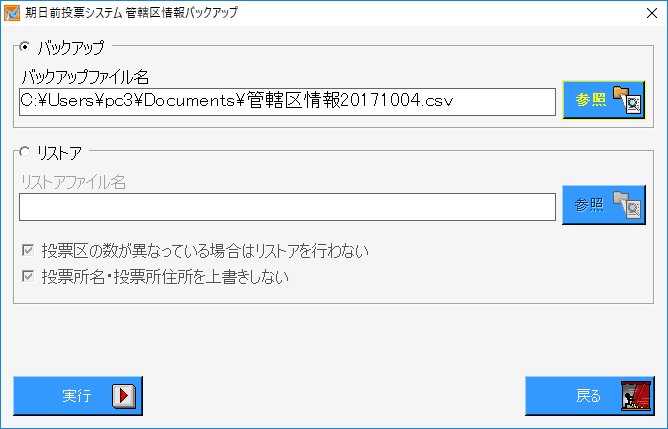 期日前投票システム 管轄区情報バックアップ
バックアップ
バックアップファイル名
C:¥Users¥pc3¥Documents¥管轄区情報20171004.csv
参照
リストア
リストアファイル名
参照
投票区の数が異なっている場合はリストアを行わない
投票所名・投票所住所を上書きしない
実行
戻る